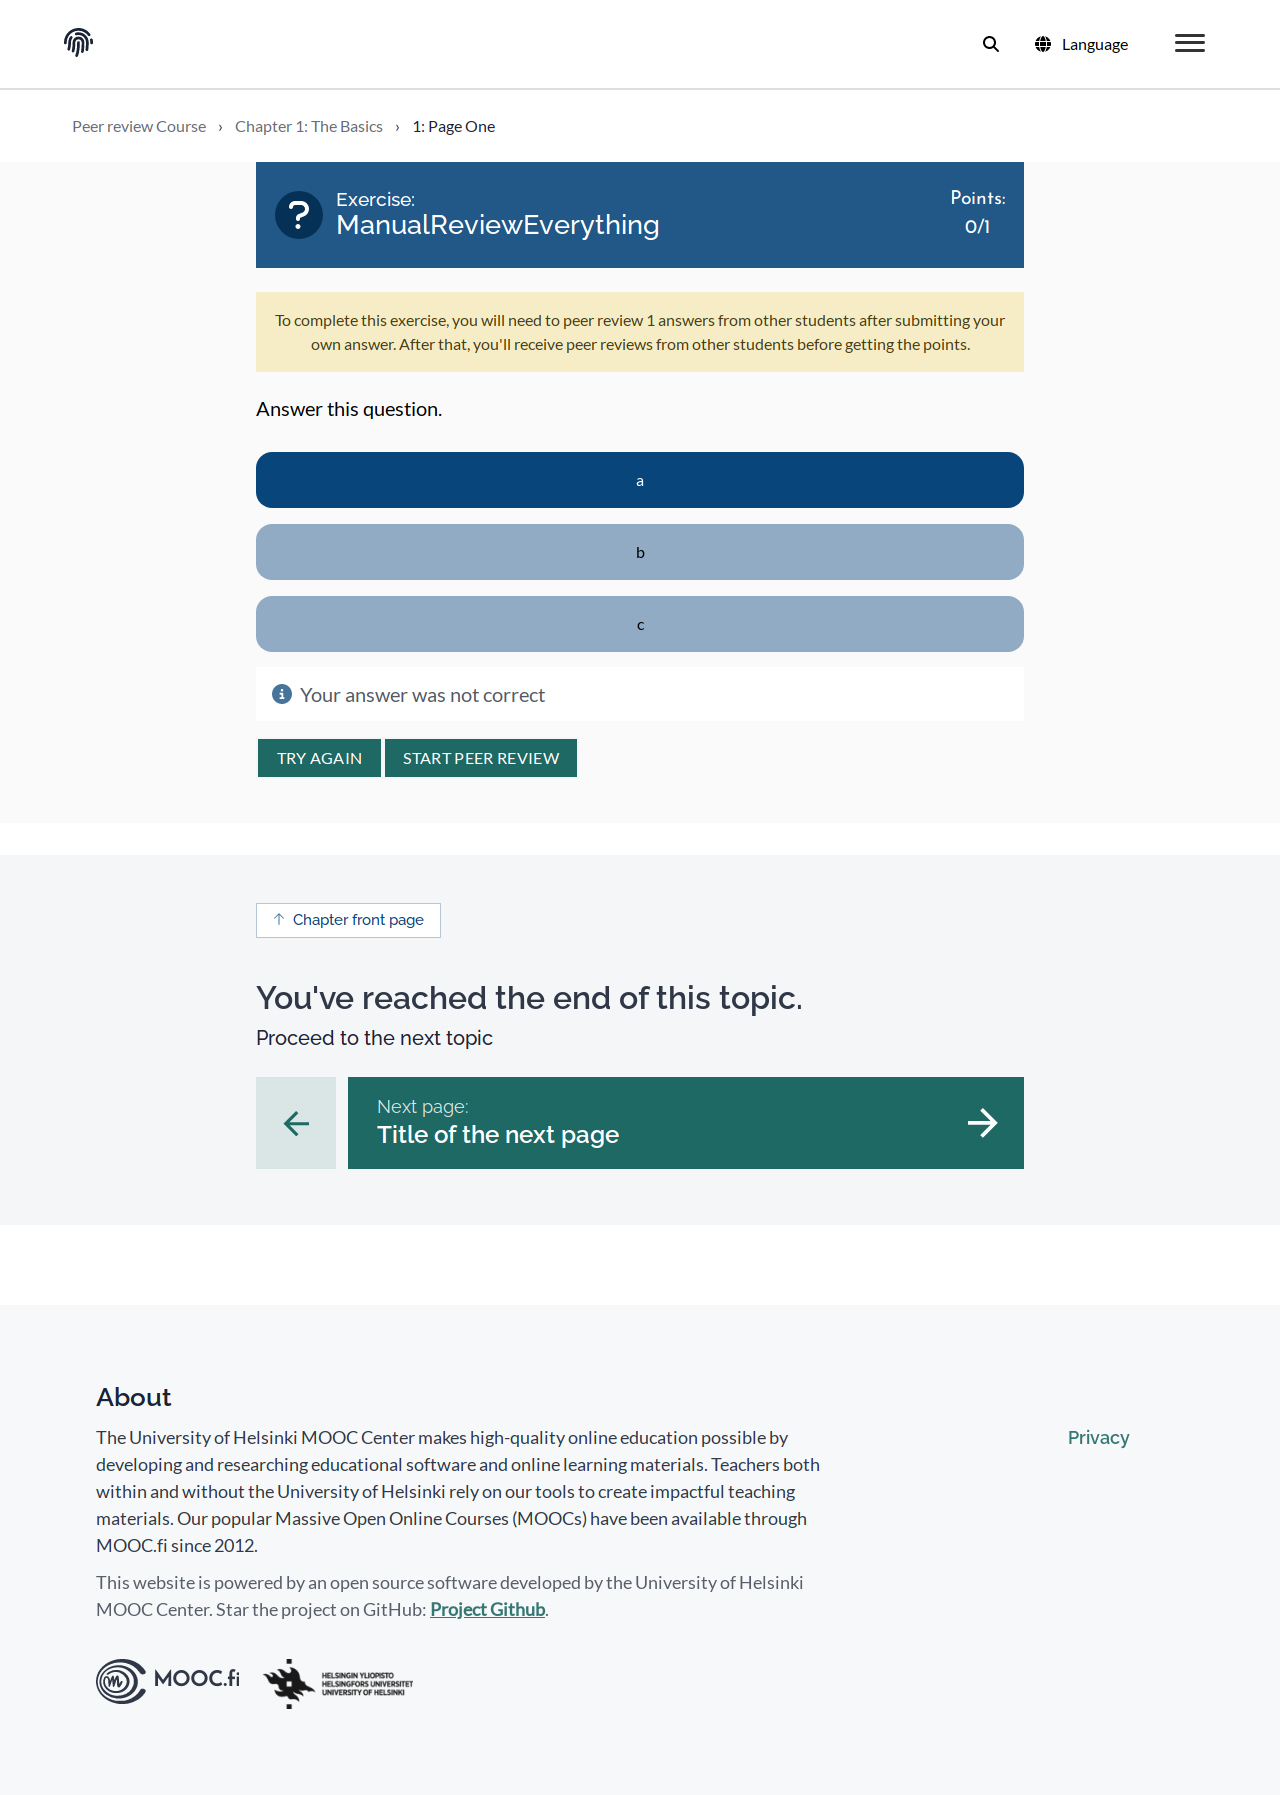 Language
Peer review Course › Chapter 1: The Basics › 1: Page One
Exercise:
ManualReviewEverything
Points:
0/1
To complete this exercise, you will need to peer review 1 answers from other students after submitting your
own answer. After that, you'll receive peer reviews from other students before getting the points.
Answer this question.
a
b
c
Your answer was not correct
TRY AGAIN
START PEER REVIEW
Chapter front page
You've reached the end of this topic.
Proceed to the next topic
Next page:
Title of the next page
About
The University of Helsinki MOOC Center makes high-quality online education possible by
developing and researching educational software and online learning materials. Teachers both
within and without the University of Helsinki rely on our tools to create impactful teaching
materials. Our popular Massive Open Online Courses (MOOCs) have been available through
MOOC.fi since 2012.
Privacy
This website is powered by an open source software developed by the University of Helsinki
MOOC Center. Star the project on GitHub: Project Github.
MOOC.fi
HELSINGIN YLIOPISTO
HELSINGFORS UNIVERSITET
UNIVERSITY OF HELSINKI